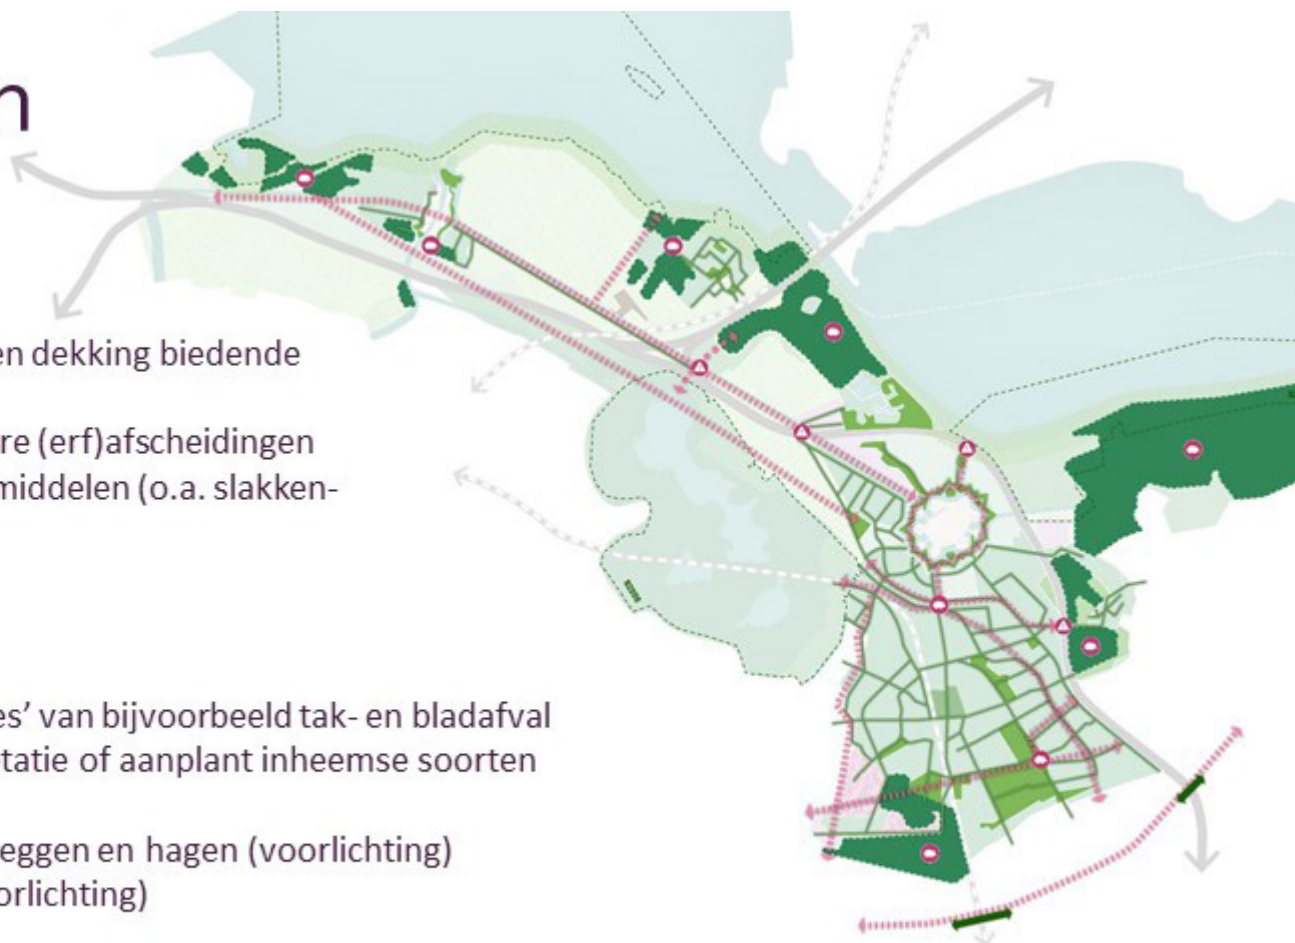 n
en dekking biedende
re (erf)afscheidingen
middelen (o.a. slakken-
es’ van bijvoorbeeld tak- en bladafval
tatie of aanplant inheemse soorten
eggen en hagen (voorlichting)
orlichting)